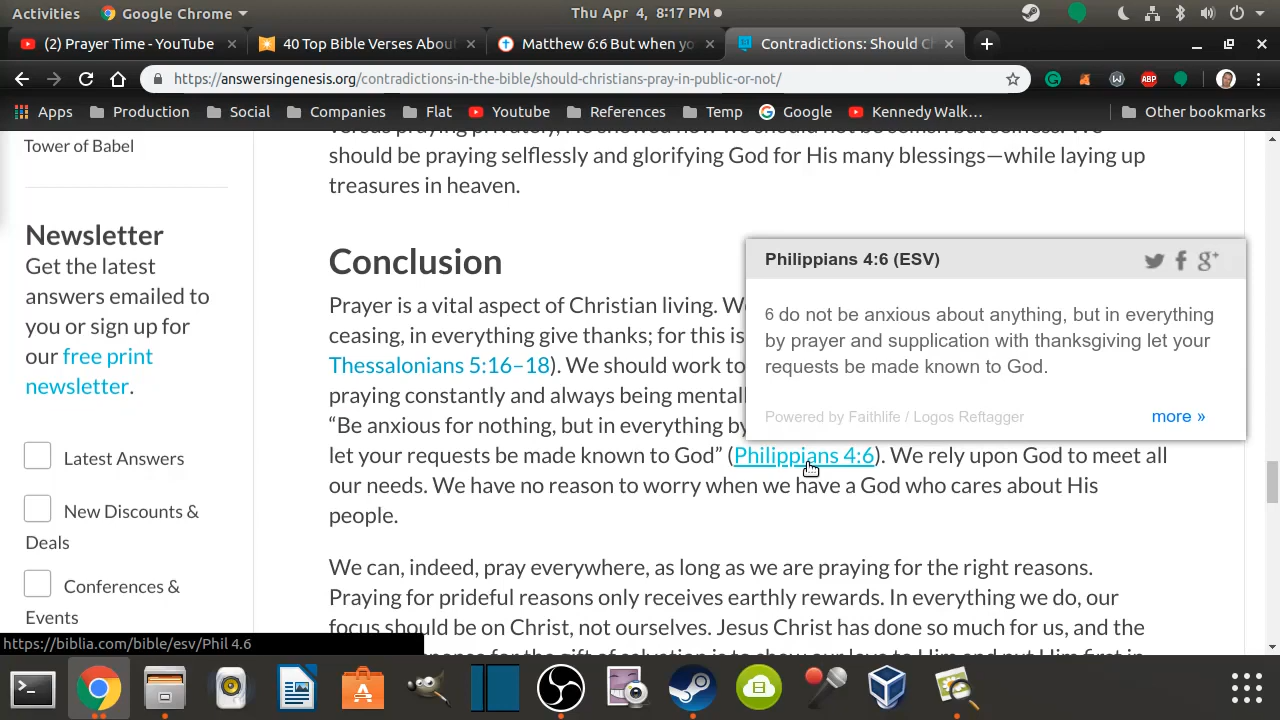 Activities
Google Chrome
Thu Apr 4, 8:17 PM
(2) Prayer Time - YouTube
40 Top Bible Verses Abou
Matthew 6:6 But when yo
Contradictions: Should C
https://answersingenesis.org/contradictions-in-the-bible/should-christians-pray-in-public-or-not/
ABP
Apps
Production
Social
Companies
Flat
Youtube
References
Temp
Google
Kennedy Walk...
Other bookmarks
Tower of Babel
Newsletter
Get the latest
answers emailed to
you or sign up for
our free print
newsletter.
Latest Answers
New Discounts &
Deals
Conferences &
Events
should be praying selflessly and glorifying God for His many blessings—while laying up
treasures in heaven.
Conclusion
Prayer is a vital aspect of Christian living. W
ceasing, in everything give thanks; for this is
Thessalonians 5:16–18). We should work to
praying constantly and always being mental
“Be anxious for nothing, but in everything by
let your requests be made known to God” (Philippians 4:6). We rely upon God to meet all
our needs. We have no reason to worry when we have a God who cares about His
people.
We can, indeed, pray everywhere, as long as we are praying for the right reasons.
Praying for prideful reasons only receives earthly rewards. In everything we do, our
focus should be on Christ, not ourselves. Jesus Christ has done so much for us, and the
Philippians 4:6 (ESV)
6 do not be anxious about anything, but in everything
by prayer and supplication with thanksgiving let your
requests be made known to God.
Powered by Faithlife / Logos Reftagger
more »
https://biblia.com/bible/esv/Phil 4.6